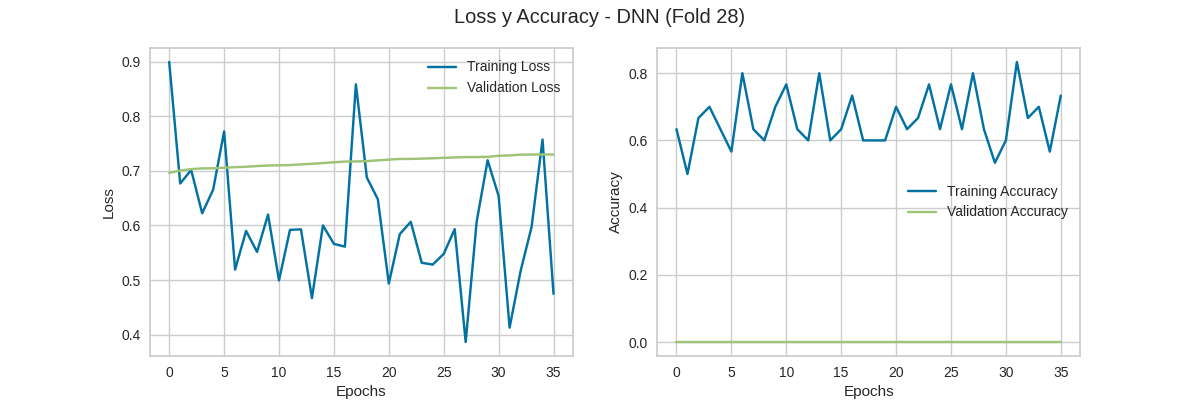 Loss y Accuracy - DNN (Fold 28)
0.9
0.8
0.7
0.6
0.5
0.4
Loss
0 5 10 15 20 25 30 35
Epochs
Training Loss
Validation Loss
0.8
0.6
0.4
0.2
0.0
Accuracy
0 5 10 15 20 25 30 35
Epochs
Training Accuracy
Validation Accuracy